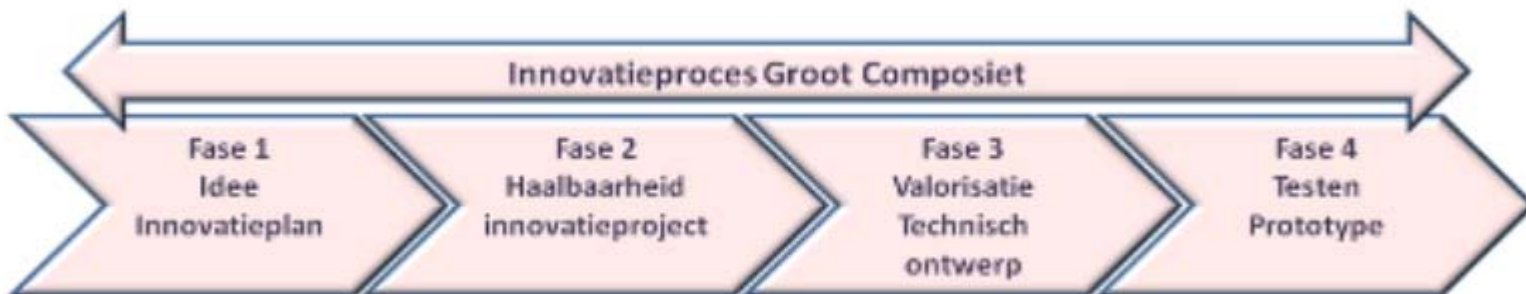 Innovatieproces Groot Composiet
Fase 1
Idee
Innovatieplan
Fase 2
Haalbaarheid
innovatieproject
Fase 3
Valorisatie
Technisch
ontwerp
Fase 4
Testen
Prototype